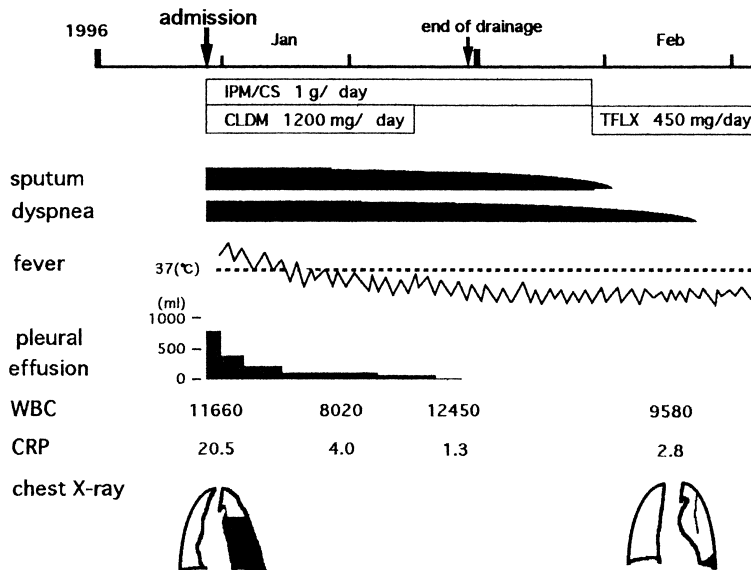 1996
admission
Jan
end of drainage
Feb
IPM/CS 1 g/ day
CLDM 1200 mg/ day
TFLX 450 mg/day
sputum
dyspnea
fever
37(℃)
(ml)
1000
pleural
effusion
500
0
WBC 11660 8020 12450 9580
CRP 20.5 4.0 1.3 2.8
chest X-ray